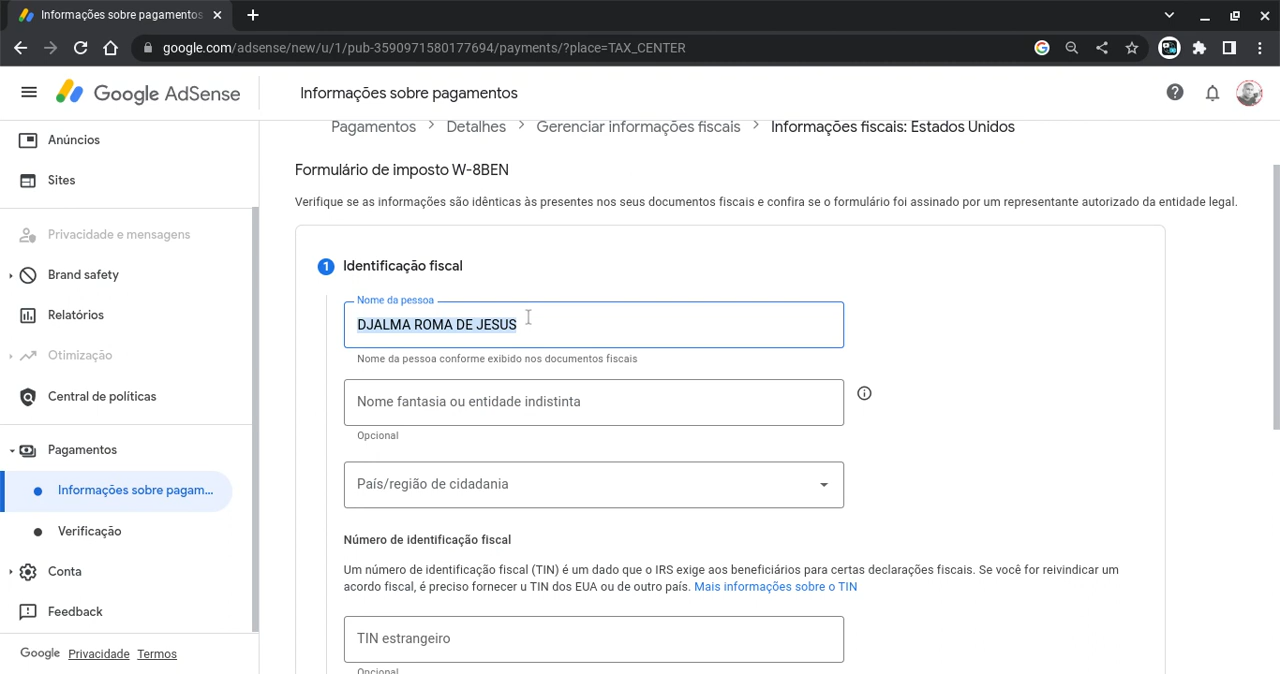 Informações sobre pagamentos
google.com/adsense/new/u/1/pub-3590971580177694/payments/?place=TAX_CENTER
Google AdSense
Informações sobre pagamentos
Anúncios
Sites
Privacidade e mensagens
Brand safety
Relatórios
Otimização
Central de políticas
Pagamentos
Informações sobre pagam...
Verificação
Conta
Feedback
Google Privacidade Termos
Pagamentos Detalhes Gerenciar informações fiscais Informações fiscais: Estados Unidos
Formulário de imposto W-8BEN
Verifique se as informações são idênticas às presentes nos seus documentos fiscais e confira se o formulário foi assinado por um representante autorizado da entidade legal.
1 Identificação fiscal
Nome da pessoa
DJALMA ROMA DE JESUS
Nome da pessoa conforme exibido nos documentos fiscais
Nome fantasia ou entidade indistinta
Opcional
País/região de cidadania
Número de identificação fiscal
Um número de identificação fiscal (TIN) é um dado que o IRS exige aos beneficiários para certas declarações fiscais. Se você for reivindicar um
acordo fiscal, é preciso fornecer u TIN dos EUA ou de outro país. Mais informações sobre o TIN
TIN estrangeiro
Opcional